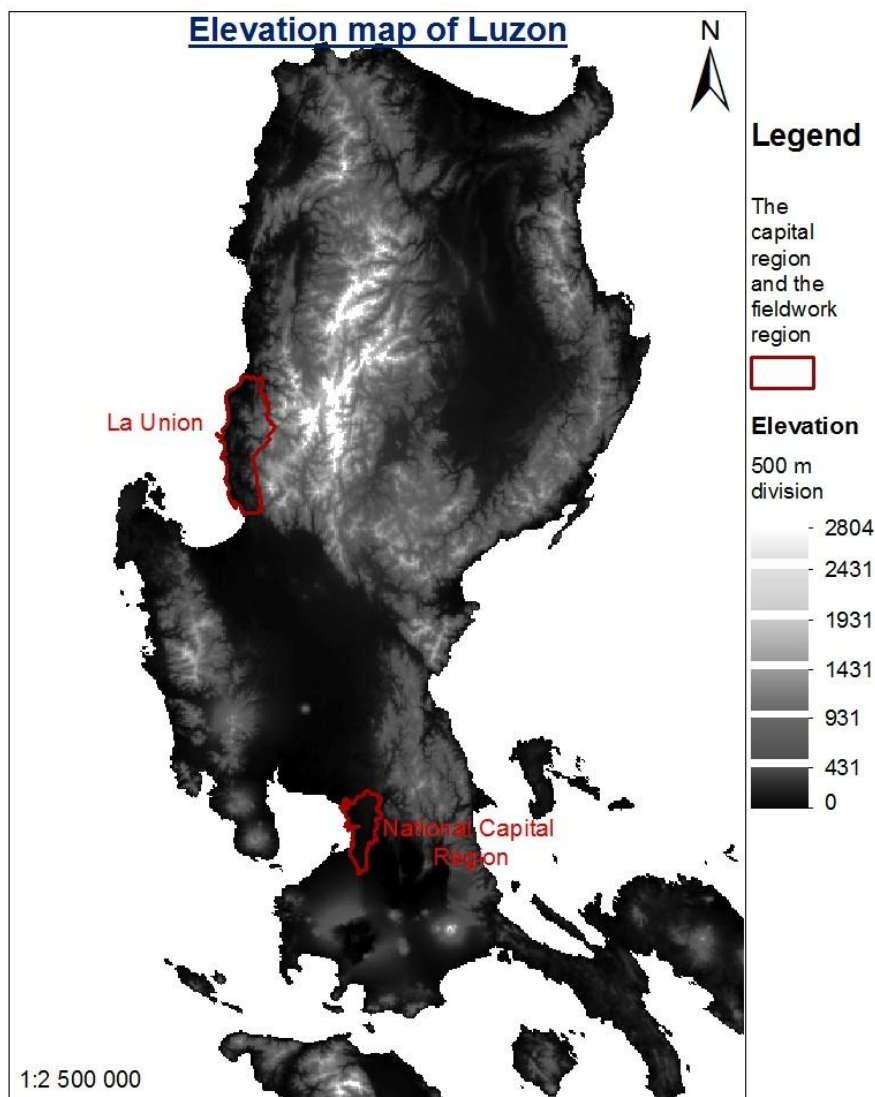 Elevation map of Luzon
N
La Union
National Capital
Region
1:2 500 000
Legend
The
capital
region
and the
fieldwork
region
Elevation
500 m
division
2804
2431
1931
1431
931
431
0